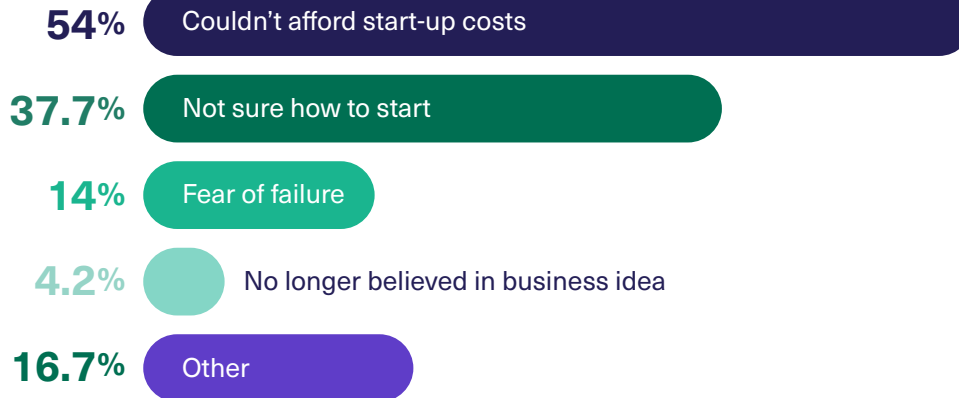 54% Couldn’t afford start-up costs
37.7% Not sure how to start
14% Fear of failure
4.2% No longer believed in business idea
16.7% Other